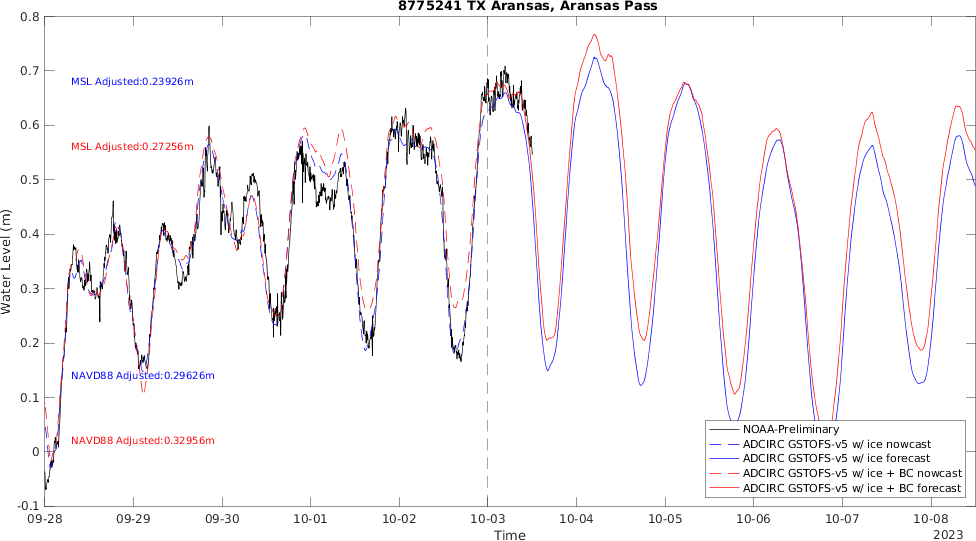 8775241 TX Aransas, Aransas Pass
0.8
0.7
0.6
0.5
0.4
0.3
0.2
0.1
0
-0.1
Water Level (m)
MSL Adjusted:0.23926m
MSL Adjusted:0.27256m
NAVD88 Adjusted:0.29626m
NAVD88 Adjusted:0.32956m
NOAA-Preliminary
ADCIRC GSTOFS-v5 w/ ice nowcast
ADCIRC GSTOFS-v5 w/ ice forecast
ADCIRC GSTOFS-v5 w/ ice + BC nowcast
ADCIRC GSTOFS-v5 w/ ice + BC forecast
09-28 09-29 09-30 10-01 10-02 10-03 10-04 10-05 10-06 10-07 10-08
2023
Time